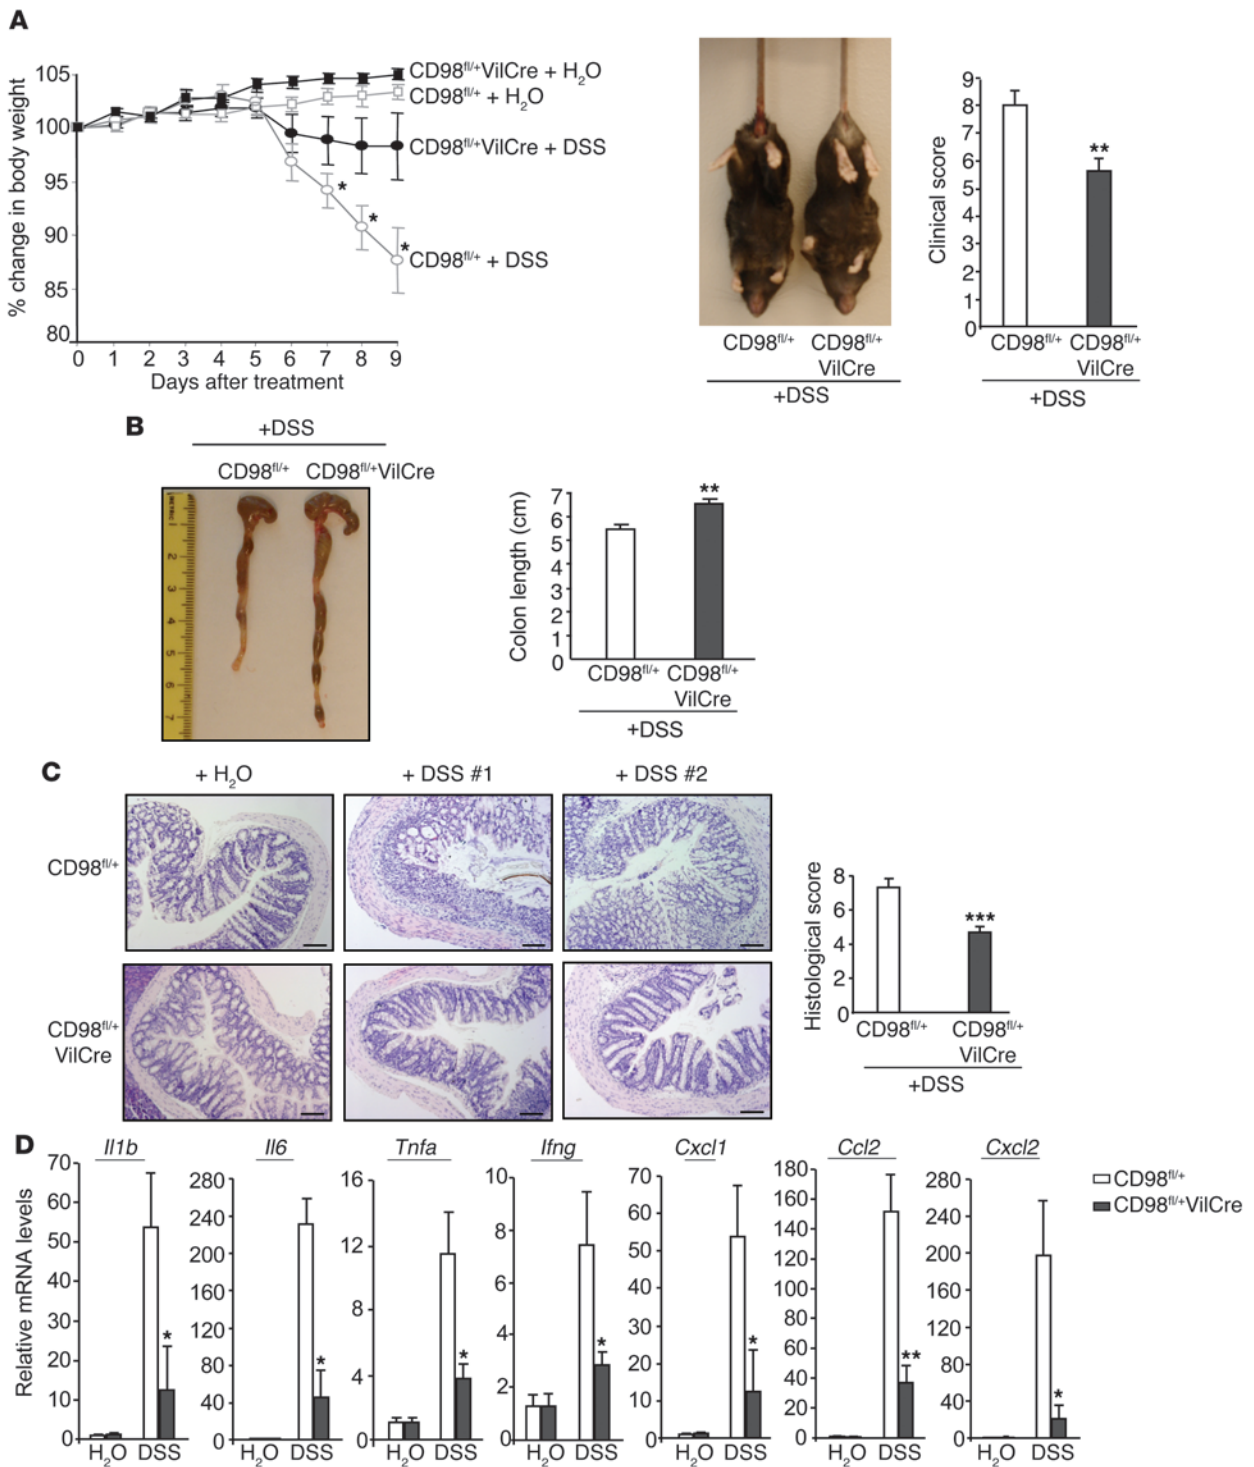 A
% change in body weight
105
100
95
90
85
80
0 1 2 3 4 5 6 7 8 9
Days after treatment
CD98fl/+VilCre + H2O
CD98fl/+ + H2O
CD98fl/+VilCre + DSS
*
*
*
CD98fl/+ + DSS
CD98fl/+
CD98fl/+
VilCre
+DSS
Clinical score
9
8
7
6
5
4
3
2
1
0
**
CD98fl/+
CD98fl/+
VilCre
+DSS
B
+DSS
CD98fl/+ CD98fl/+VilCre
1
2
3
4
5
6
7
Colon length (cm)
7
6
5
4
3
2
1
0
**
CD98fl/+
CD98fl/+
VilCre
+DSS
C
+ H2O
+ DSS #1
+ DSS #2
CD98fl/+
CD98fl/+
VilCre
Histological score
8
6
4
2
0
***
CD98fl/+
CD98fl/+
VilCre
+DSS
D
Relative mRNA levels
Il1b
70
60
50
40
30
20
10
0
*
H2O DSS
Il6
280
240
200
160
120
80
40
0
*
H2O DSS
Tnfa
16
12
8
4
0
*
H2O DSS
Ifng
10
8
6
4
2
0
*
H2O DSS
Cxcl1
70
60
50
40
30
20
10
0
*
H2O DSS
Ccl2
180
160
140
120
100
80
60
40
20
0
**
H2O DSS
Cxcl2
280
240
200
160
120
80
40
0
*
H2O DSS
CD98fl/+
CD98fl/+VilCre